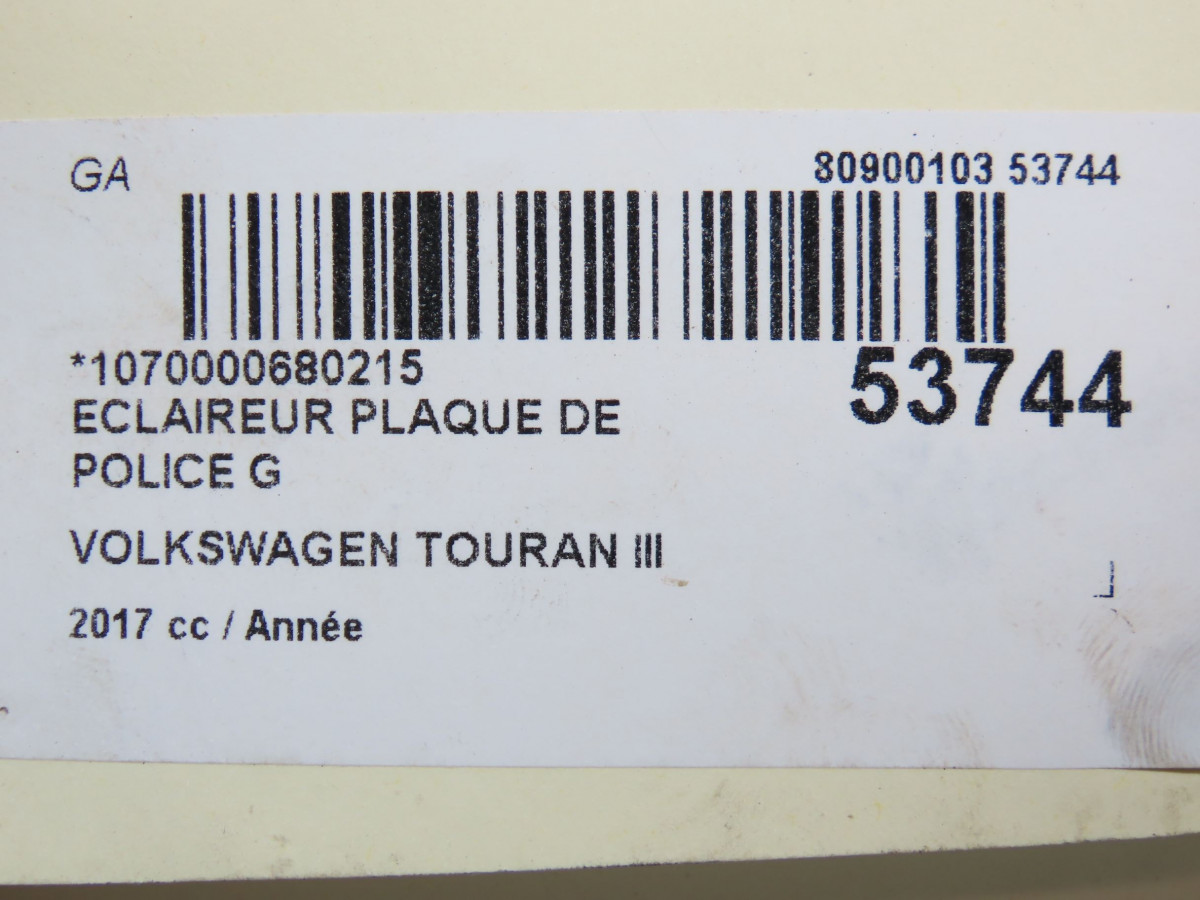 GA
80900103 53744
*1070000680215
53744
ECLAIREUR PLAQUE DE
POLICE G
VOLKSWAGEN TOURAN III
2017 cc / Année